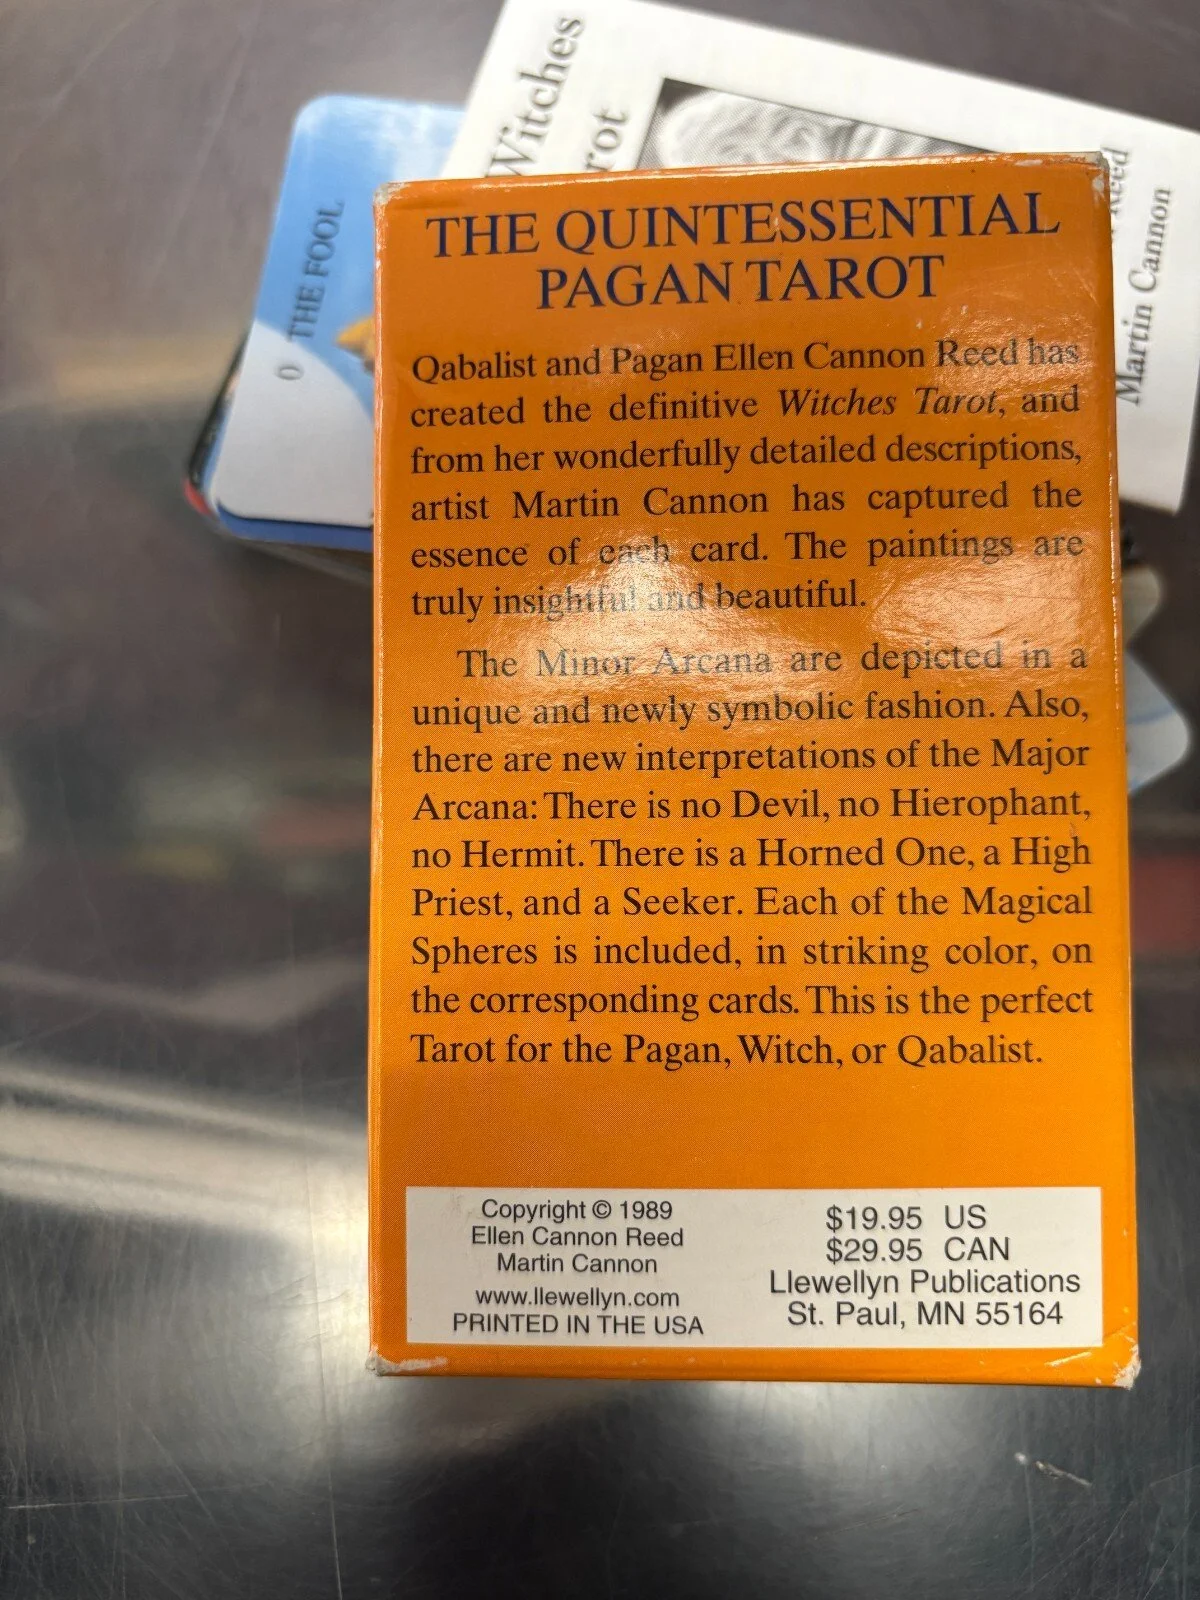 Witches
rot
Reed
Martin Cannon
0 THE FOOL
THE QUINTESSENTIAL
PAGAN TAROT
Qabalist and Pagan Ellen Cannon Reed has
created the definitive Witches Tarot, and
from her wonderfully detailed descriptions,
artist Martin Cannon has captured the
essence of each card. The paintings are
truly insightful and beautiful.
The Minor Arcana are depicted in a
unique and newly symbolic fashion. Also,
there are new interpretations of the Major
Arcana: There is no Devil, no Hierophant,
no Hermit. There is a Horned One, a High
Priest, and a Seeker. Each of the Magical
Spheres is included, in striking color, on
the corresponding cards. This is the perfect
Tarot for the Pagan, Witch, or Qabalist.
Copyright © 1989
Ellen Cannon Reed
Martin Cannon
www.llewellyn.com
PRINTED IN THE USA
$19.95 US
$29.95 CAN
Llewellyn Publications
St. Paul, MN 55164